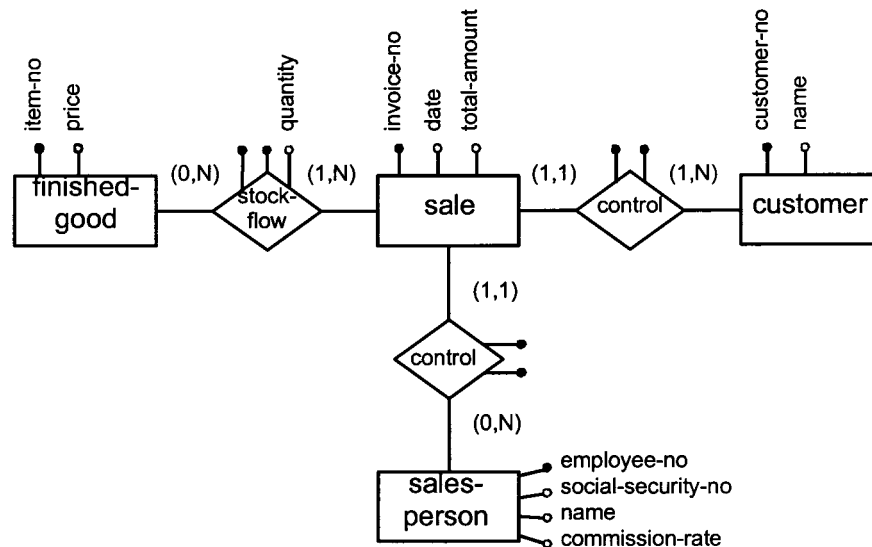 item-no
price
quantity
invoice-no
date
total-amount
customer-no
name
finished-
good
(0,N)
stock-
flow
(1,N)
sale
(1,1)
control
(1,N)
customer
(1,1)
control
(0,N)
sales-
person
employee-no
social-security-no
name
commission-rate